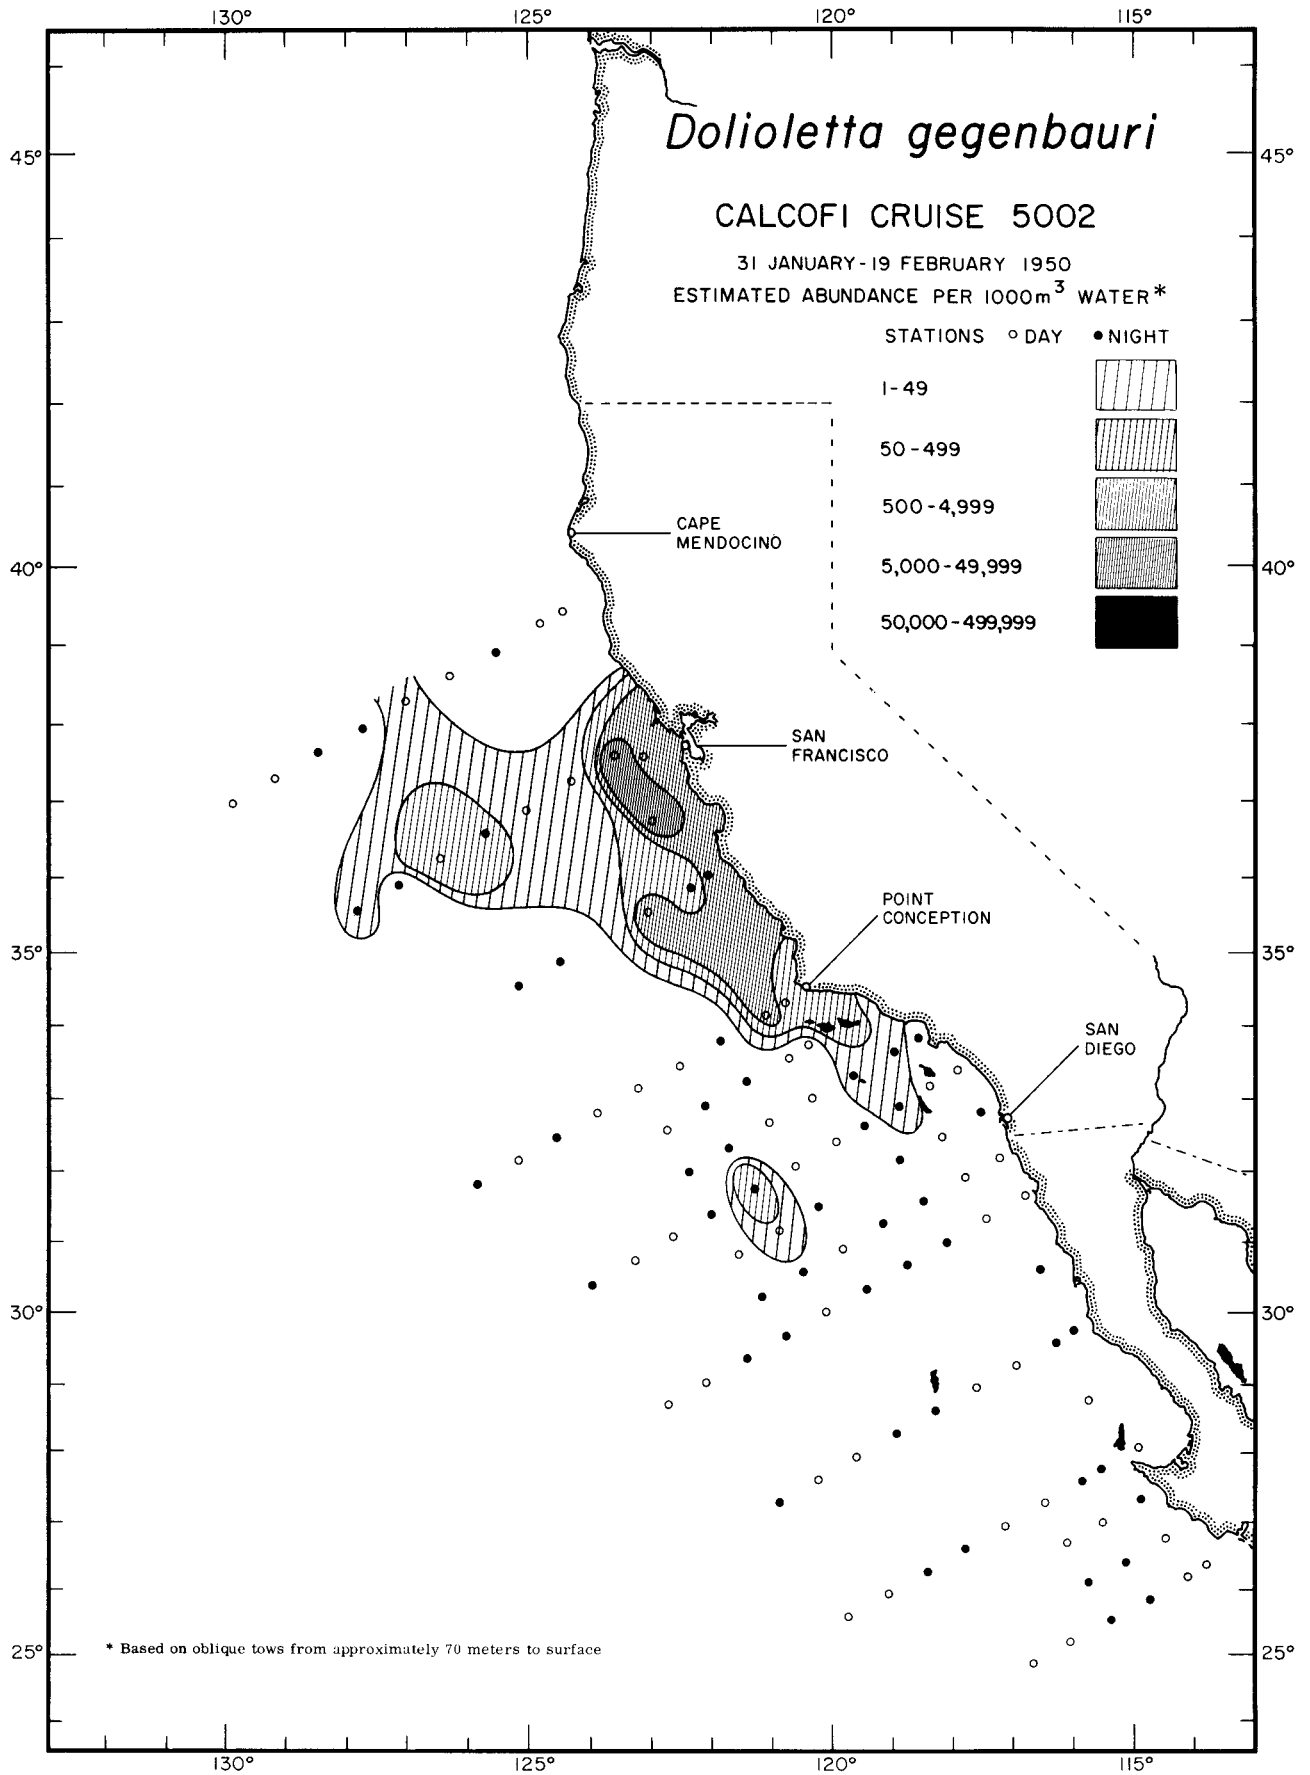 130° 125° 120° 115°
Dolioletta gegenbauri
45° 45°
CALCOFI CRUISE 5002
31 JANUARY-19 FEBRUARY 1950
ESTIMATED ABUNDANCE PER 1000m³ WATER*
STATIONS ○ DAY ● NIGHT
1-49
50-499
500-4,999
5,000-49,999
50,000-499,999
CAPE
MENDOCINO
40° 40°
SAN
FRANCISCO
POINT
CONCEPTION
35° 35°
SAN
DIEGO
30° 30°
* Based on oblique tows from approximately 70 meters to surface
25° 25°
130° 125° 120° 115°